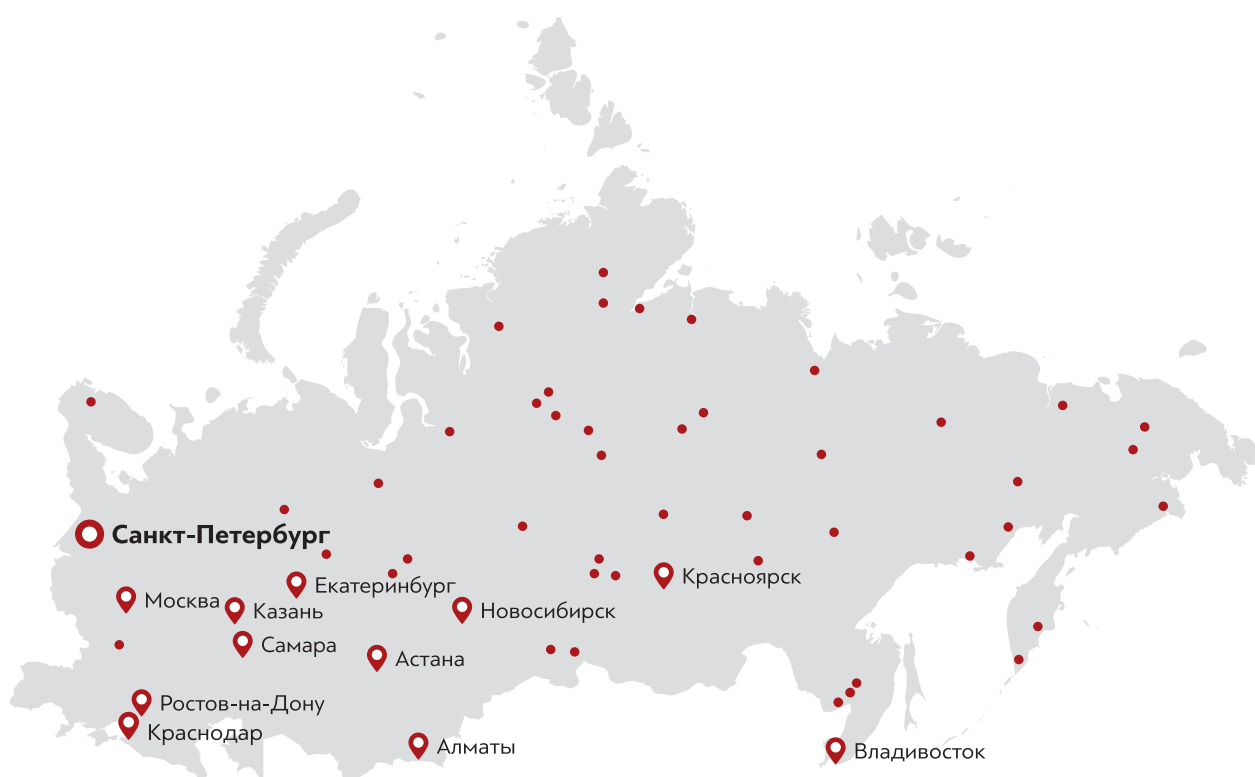 Санкт-Петербург
Екатеринбург
Красноярск
Москва
Казань
Новосибирск
Самара
Астана
Ростов-на-Дону
Краснодар
Алматы
Владивосток